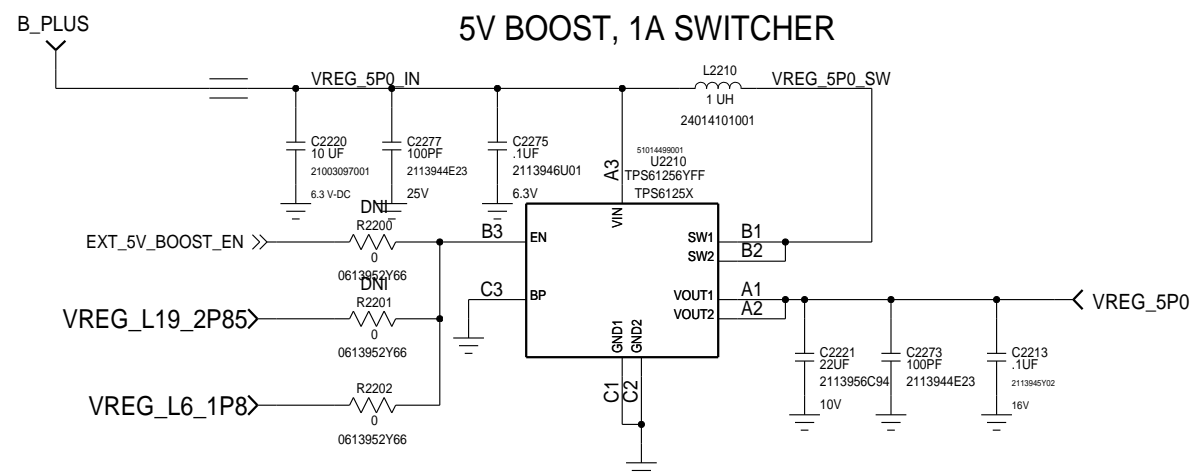 B_PLUS
5V BOOST, 1A SWITCHER
VREG_5P0_IN
L2210
1 UH
24014101001
VREG_5P0_SW
C2220
10 UF
21003097001
6.3 V-DC
C2277
100PF
2113944E23
25V
C2275
.1UF
2113946U01
6.3V
A3
51014499001
U2210
TPS61256YFF
TPS6125X
VIN
DNI
R2200
0
0613952Y66
EXT_5V_BOOST_EN
B3
EN
SW1
B1
SW2
B2
DNI
R2201
0
0613952Y66
VREG_L19_2P85
C3
BP
VOUT1
A1
VOUT2
A2
VREG_5P0
GND1
GND2
C1
C2
R2202
0
0613952Y66
VREG_L6_1P8
C2221
22UF
2113956C94
10V
C2273
100PF
2113944E23
C2213
.1UF
2113945Y02
16V